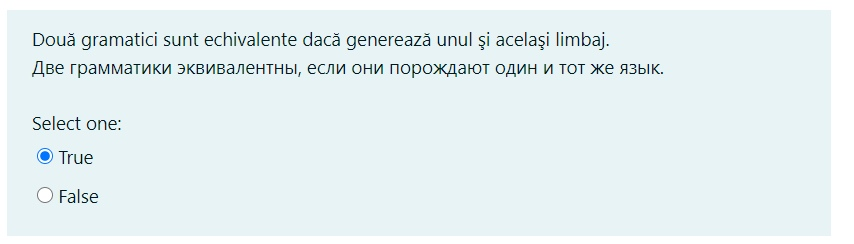 Două gramatici sunt echivalente dacă generează unul şi acelaşi limbaj.
Две грамматики эквивалентны, если они порождают один и тот же язык.
Select one:
True
False